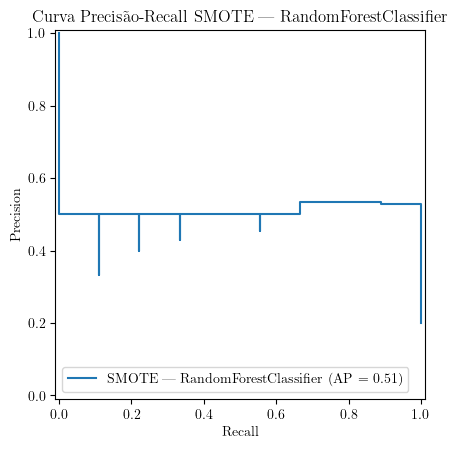 Curva Precisão-Recall SMOTE — RandomForestClassifier
1.0
0.8
0.6
0.4
0.2
0.0
Precision
SMOTE — RandomForestClassifier (AP = 0.51)
0.0 0.2 0.4 0.6 0.8 1.0
Recall